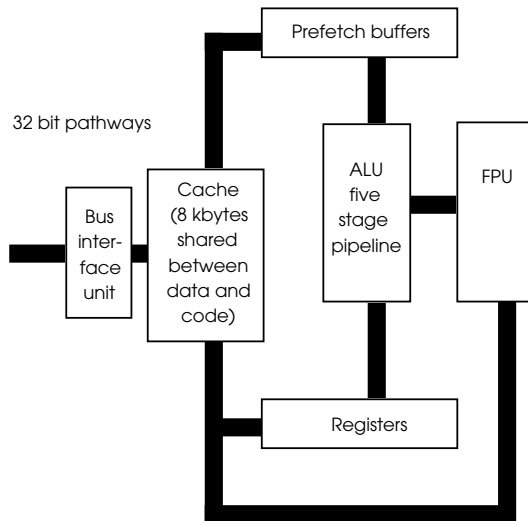 Prefetch buffers
32 bit pathways
Bus
inter-
face
unit
Cache
(8 kbytes
shared
between
data and
code)
ALU
five
stage
pipeline
FPU
Registers